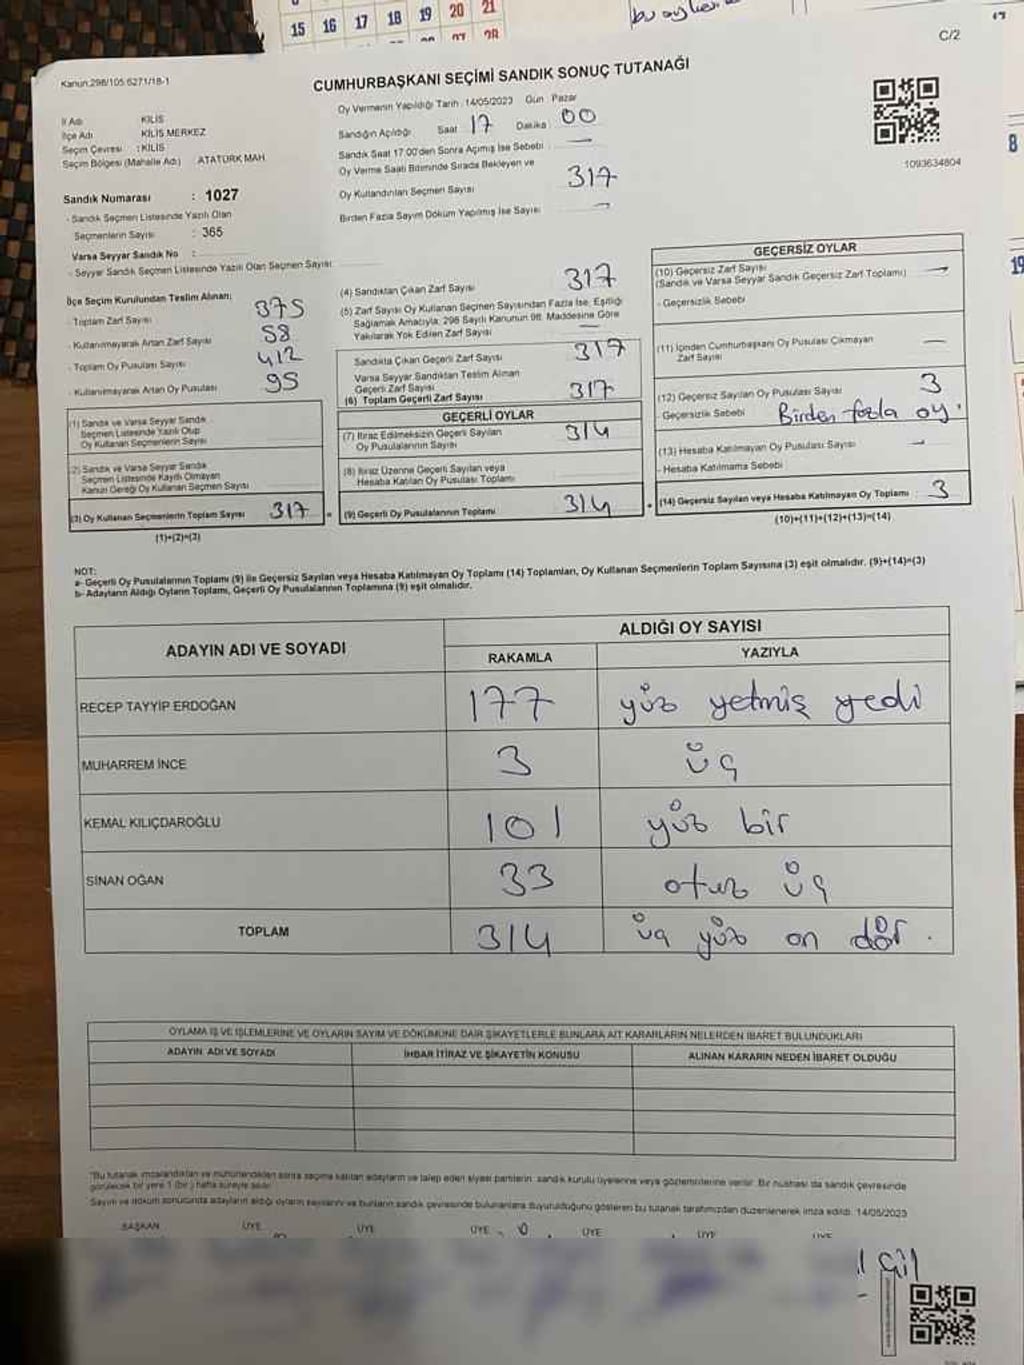 15 16 17 18 19 20 21
C/2
Kanun:298/105.6271/18-1
CUMHURBAŞKANI SEÇİMİ SANDIK SONUÇ TUTANAĞI
İl Adı KİLİS
İlçe Adı KİLİS MERKEZ
Seçim Çevresi : KİLİS
Seçim Bölgesi (Mahalle Adı) ATATÜRK MAH.
Sandık Numarası : 1027
- Sandık Seçmen Listesinde Yazılı Olan
Seçmenlerin Sayısı : 365
Varsa Seyyar Sandık No :
- Seyyar Sandık Seçmen Listesinde Yazılı Olan Seçmen Sayısı
Oy Vermenin Yapıldığı Tarih : 14/05/2023 Gün Pazar
Sandığın Açıldığı Saat 17 Dakika 00
Sandık Saat 17:00'den Sonra Açılmış İse Sebebi : —
Oy Verme Saati Bitiminde Sırada Bekleyen ve
Oy Kullandırılan Seçmen Sayısı 317
Birden Fazla Sayım Döküm Yapılmış İse Sayısı —
1093634804
8
19
İlçe Seçim Kurulundan Teslim Alınan:
- Toplam Zarf Sayısı 375
- Kullanılmayarak Artan Zarf Sayısı 58
- Toplam Oy Pusulası Sayısı 412
- Kullanılmayarak Artan Oy Pusulası 95
(1) Sandık ve Varsa Seyyar Sandık
Seçmen Listesinde Yazılı Olup
Oy Kullanan Seçmenlerin Sayısı
(2) Sandık ve Varsa Seyyar Sandık
Seçmen Listesinde Kayıtlı Olmayan
Kanun Gereği Oy Kullanan Seçmen Sayısı
(3) Oy Kullanan Seçmenlerin Toplam Sayısı 317 =
(1)+(2)=(3)
(4) Sandıktan Çıkan Zarf Sayısı 317
(5) Zarf Sayısı Oy Kullanan Seçmen Sayısından Fazla İse, Eşitliği
Sağlamak Amacıyla, 298 Sayılı Kanunun 98. Maddesine Göre
Yakılarak Yok Edilen Zarf Sayısı —
Sandıkta Çıkan Geçerli Zarf Sayısı 317
Varsa Seyyar Sandıktan Teslim Alınan
Geçerli Zarf Sayısı
(6) Toplam Geçerli Zarf Sayısı 317
GEÇERLİ OYLAR
(7) İtiraz Edilmeksizin Geçerli Sayılan
Oy Pusulalarının Sayısı 314
(8) İtiraz Üzerine Geçerli Sayılan veya
Hesaba Katılan Oy Pusulası Toplamı
(9) Geçerli Oy Pusulalarının Toplamı 314 +
GEÇERSİZ OYLAR
(10) Geçersiz Zarf Sayısı
(Sandık ve Varsa Seyyar Sandık Geçersiz Zarf Toplamı) —
- Geçersizlik Sebebi
(11) İçinden Cumhurbaşkanı Oy Pusulası Çıkmayan
Zarf Sayısı —
(12) Geçersiz Sayılan Oy Pusulası Sayısı 3
- Geçersizlik Sebebi Birden fazla oy
(13) Hesaba Katılmayan Oy Pusulası Sayısı —
- Hesaba Katılmama Sebebi
(14) Geçersiz Sayılan veya Hesaba Katılmayan Oy Toplamı : 3
(10)+(11)+(12)+(13)=(14)
NOT:
a- Geçerli Oy Pusulalarının Toplamı (9) ile Geçersiz Sayılan veya Hesaba Katılmayan Oy Toplamı (14) Toplamları, Oy Kullanan Seçmenlerin Toplam Sayısına (3) eşit olmalıdır. (9)+(14)=(3)
b- Adayların Aldığı Oyların Toplamı, Geçerli Oy Pusulalarının Toplamına (9) eşit olmalıdır.
ADAYIN ADI VE SOYADI ALDIĞI OY SAYISI
RAKAMLA YAZIYLA
RECEP TAYYİP ERDOĞAN 177 yüz yetmiş yedi
MUHARREM İNCE 3 üç
KEMAL KILIÇDAROĞLU 101 yüz bir
SİNAN OĞAN 33 otuz üç
TOPLAM 314 üç yüz on dör.
OYLAMA İŞ VE İŞLEMLERİNE VE OYLARIN SAYIM VE DÖKÜMÜNE DAİR ŞİKAYETLERLE BUNLARA AİT KARARLARIN NELERDEN İBARET BULUNDUKLARI
ADAYIN ADI VE SOYADI İHBAR İTİRAZ VE ŞİKAYETİN KONUSU ALINAN KARARIN NEDEN İBARET OLDUĞU
*Bu tutanak imzalandıktan ve mühürlendikten sonra seçime katılan adayların ve talep eden siyasi partilerin sandık kurulu üyelerine veya gözlemcilerine verilir. Bir nüshası da sandık çevresinde
görülecek bir yere 1 (bir) hafta süreyle asılır.
Sayım ve döküm sonucunda adayların aldığı oyların sayılarını ve bunların sandık çevresinde bulunanlara duyurulduğunu gösteren bu tutanak tarafımızdan düzenlenerek imza edildi. 14/05/2023
BAŞKAN ÜYE ÜYE ÜYE ÜYE ÜYE ÜYE